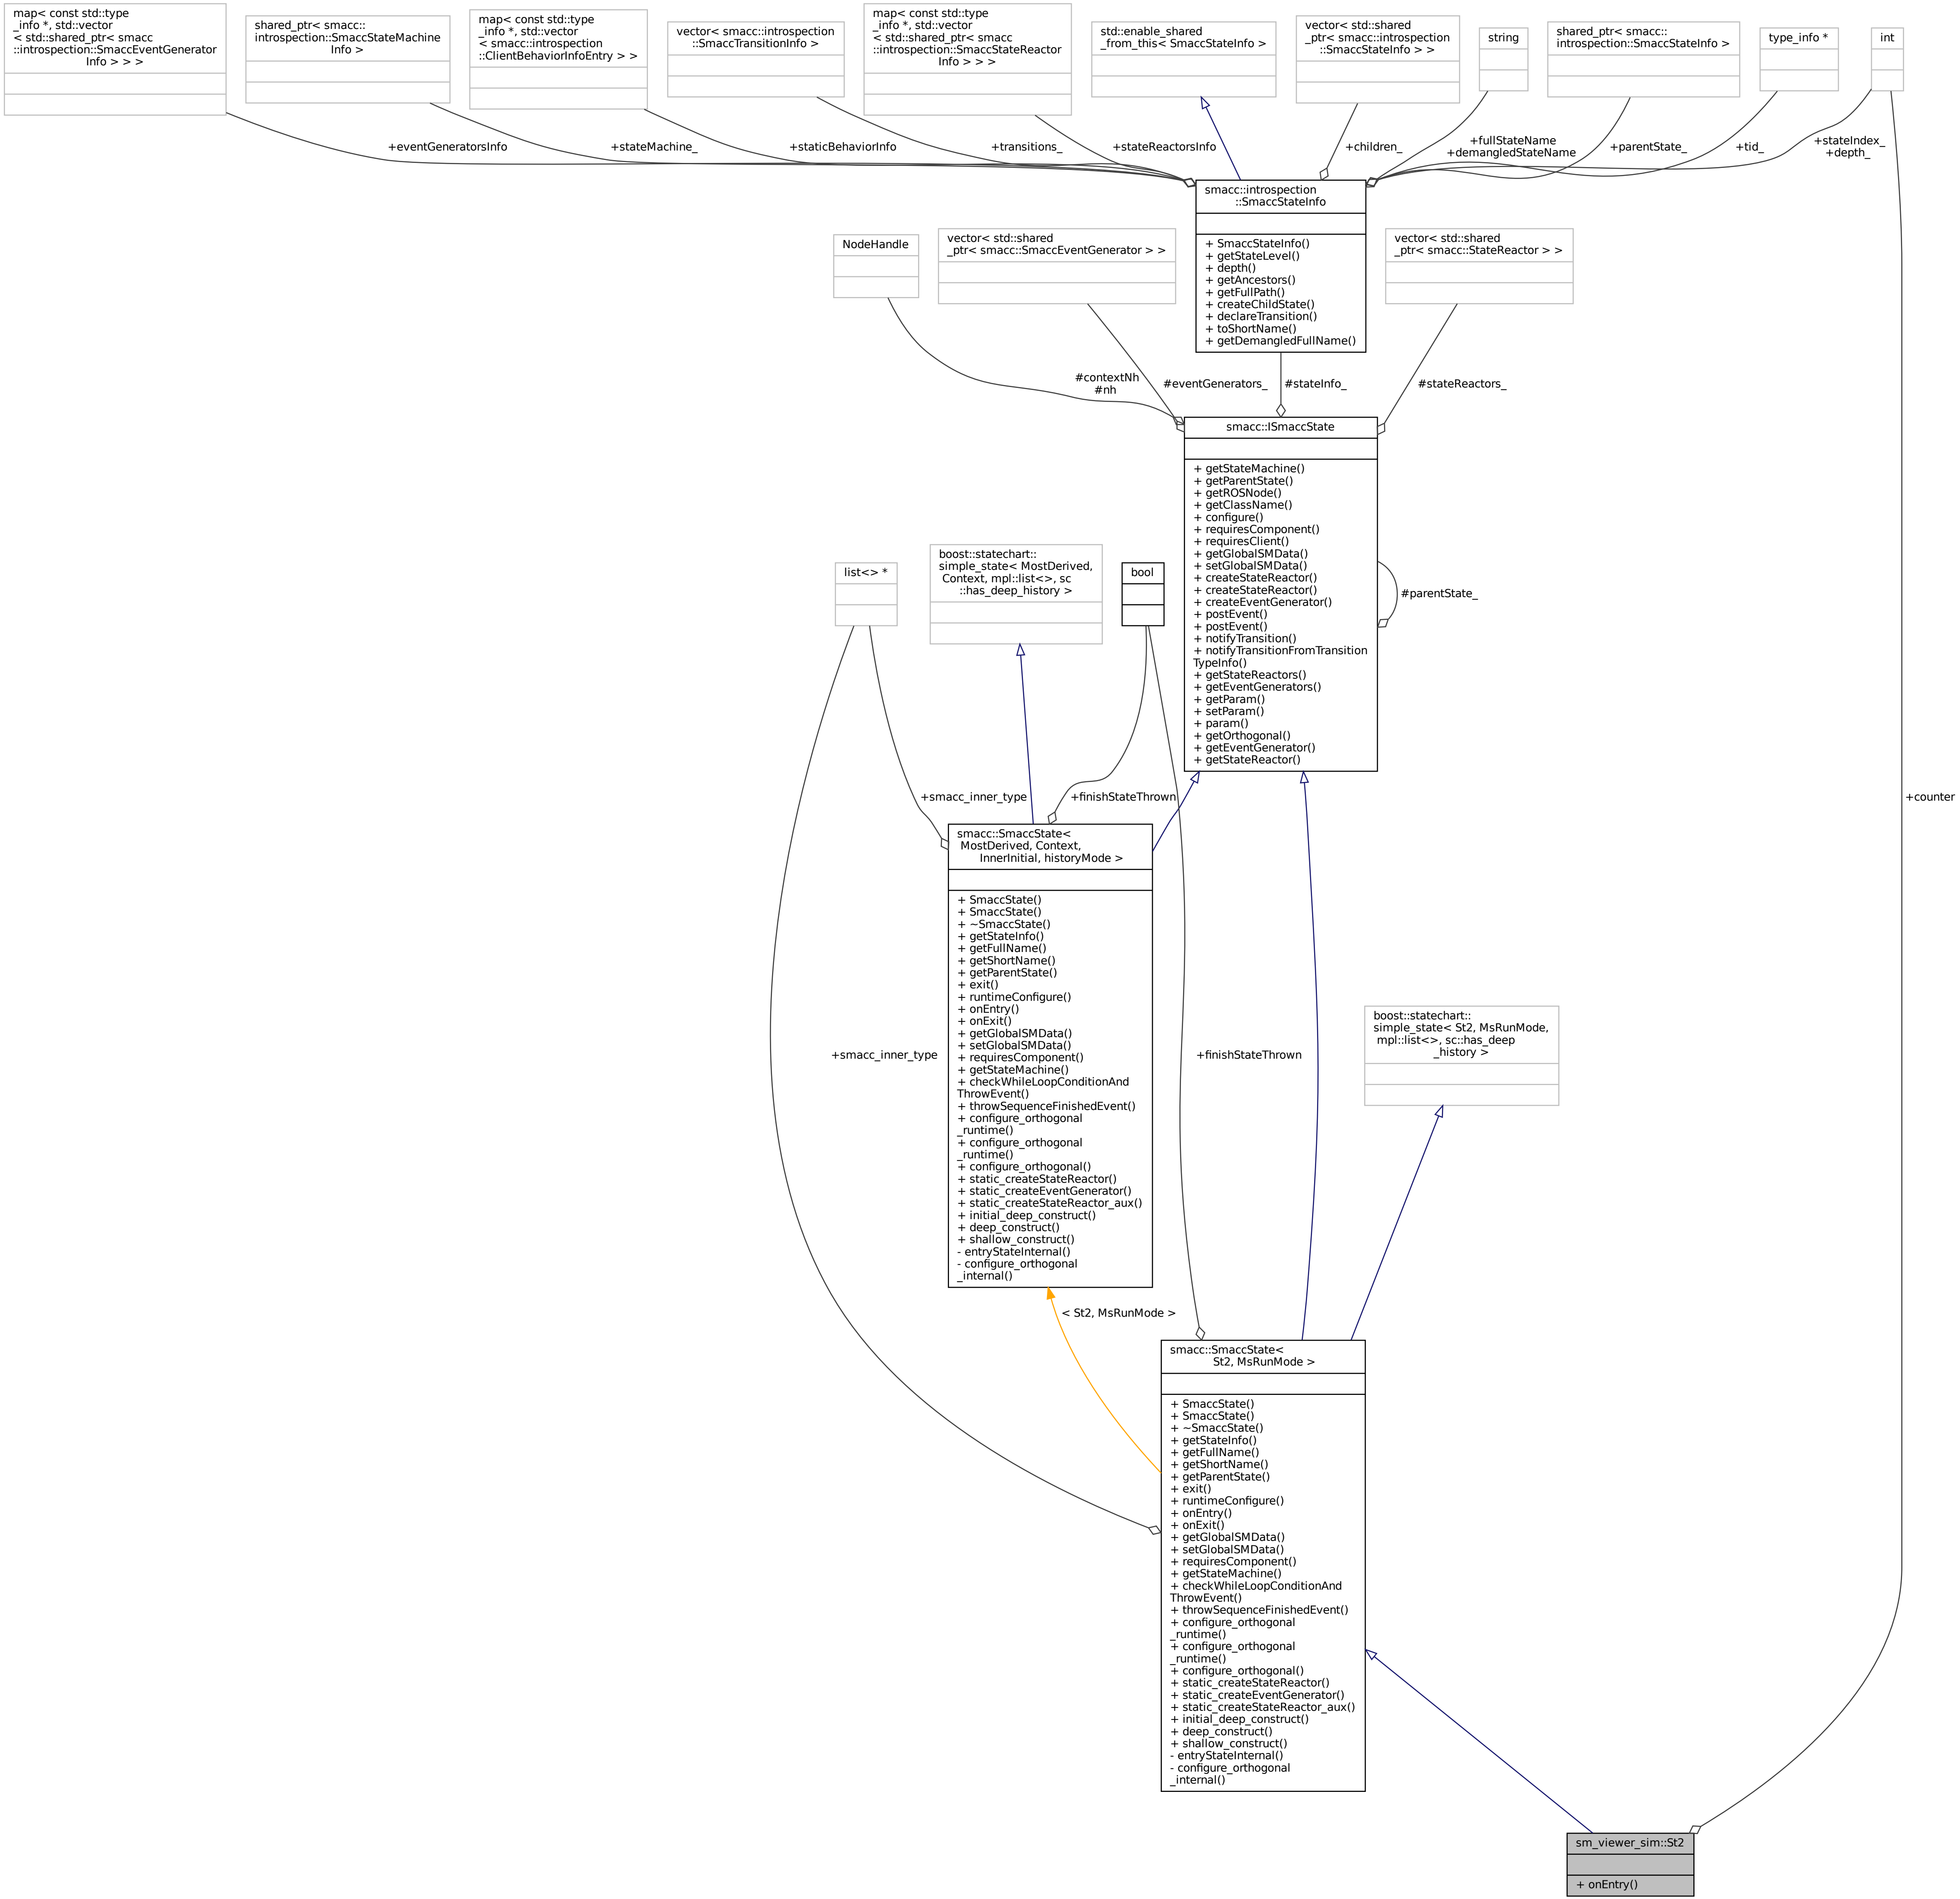 map< const std::type
_info *, std::vector
< std::shared_ptr< smacc
::introspection::SmaccEventGenerator
Info > > >
shared_ptr< smacc::
introspection::SmaccStateMachine
Info >
map< const std::type
_info *, std::vector
< smacc::introspection
::ClientBehaviorInfoEntry > >
vector< smacc::introspection
::SmaccTransitionInfo >
map< const std::type
_info *, std::vector
< std::shared_ptr< smacc
::introspection::SmaccStateReactor
Info > > >
std::enable_shared
_from_this< SmaccStateInfo >
vector< std::shared
_ptr< smacc::introspection
::SmaccStateInfo > >
string
shared_ptr< smacc::
introspection::SmaccStateInfo >
type_info *
int
+eventGeneratorsInfo
+stateMachine_
+staticBehaviorInfo
+transitions_
+stateReactorsInfo
+children_
+fullStateName
+demangledStateName
+parentState_
+tid_
+stateIndex_
+depth_
smacc::introspection
::SmaccStateInfo
+ SmaccStateInfo()
+ getStateLevel()
+ depth()
+ getAncestors()
+ getFullPath()
+ createChildState()
+ declareTransition()
+ toShortName()
+ getDemangledFullName()
NodeHandle
vector< std::shared
_ptr< smacc::SmaccEventGenerator > >
vector< std::shared
_ptr< smacc::StateReactor > >
#contextNh
#nh
#eventGenerators_
#stateInfo_
#stateReactors_
smacc::ISmaccState
+ getStateMachine()
+ getParentState()
+ getROSNode()
+ getClassName()
+ configure()
+ requiresComponent()
+ requiresClient()
+ getGlobalSMData()
+ setGlobalSMData()
+ createStateReactor()
+ createStateReactor()
+ createEventGenerator()
+ postEvent()
+ postEvent()
+ notifyTransition()
+ notifyTransitionFromTransition
TypeInfo()
+ getStateReactors()
+ getEventGenerators()
+ getParam()
+ setParam()
+ param()
+ getOrthogonal()
+ getEventGenerator()
+ getStateReactor()
#parentState_
list<> *
boost::statechart::
simple_state< MostDerived,
Context, mpl::list<>, sc
::has_deep_history >
bool
+smacc_inner_type
+finishStateThrown
+counter
smacc::SmaccState<
MostDerived, Context,
InnerInitial, historyMode >
+ SmaccState()
+ SmaccState()
+ ~SmaccState()
+ getStateInfo()
+ getFullName()
+ getShortName()
+ getParentState()
+ exit()
+ runtimeConfigure()
+ onEntry()
+ onExit()
+ getGlobalSMData()
+ setGlobalSMData()
+ requiresComponent()
+ getStateMachine()
+ checkWhileLoopConditionAnd
ThrowEvent()
+ throwSequenceFinishedEvent()
+ configure_orthogonal
_runtime()
+ configure_orthogonal
_runtime()
+ configure_orthogonal()
+ static_createStateReactor()
+ static_createEventGenerator()
+ static_createStateReactor_aux()
+ initial_deep_construct()
+ deep_construct()
+ shallow_construct()
- entryStateInternal()
- configure_orthogonal
_internal()
+smacc_inner_type
+finishStateThrown
boost::statechart::
simple_state< St2, MsRunMode,
mpl::list<>, sc::has_deep
_history >
< St2, MsRunMode >
smacc::SmaccState<
St2, MsRunMode >
+ SmaccState()
+ SmaccState()
+ ~SmaccState()
+ getStateInfo()
+ getFullName()
+ getShortName()
+ getParentState()
+ exit()
+ runtimeConfigure()
+ onEntry()
+ onExit()
+ getGlobalSMData()
+ setGlobalSMData()
+ requiresComponent()
+ getStateMachine()
+ checkWhileLoopConditionAnd
ThrowEvent()
+ throwSequenceFinishedEvent()
+ configure_orthogonal
_runtime()
+ configure_orthogonal
_runtime()
+ configure_orthogonal()
+ static_createStateReactor()
+ static_createEventGenerator()
+ static_createStateReactor_aux()
+ initial_deep_construct()
+ deep_construct()
+ shallow_construct()
- entryStateInternal()
- configure_orthogonal
_internal()
sm_viewer_sim::St2
+ onEntry()